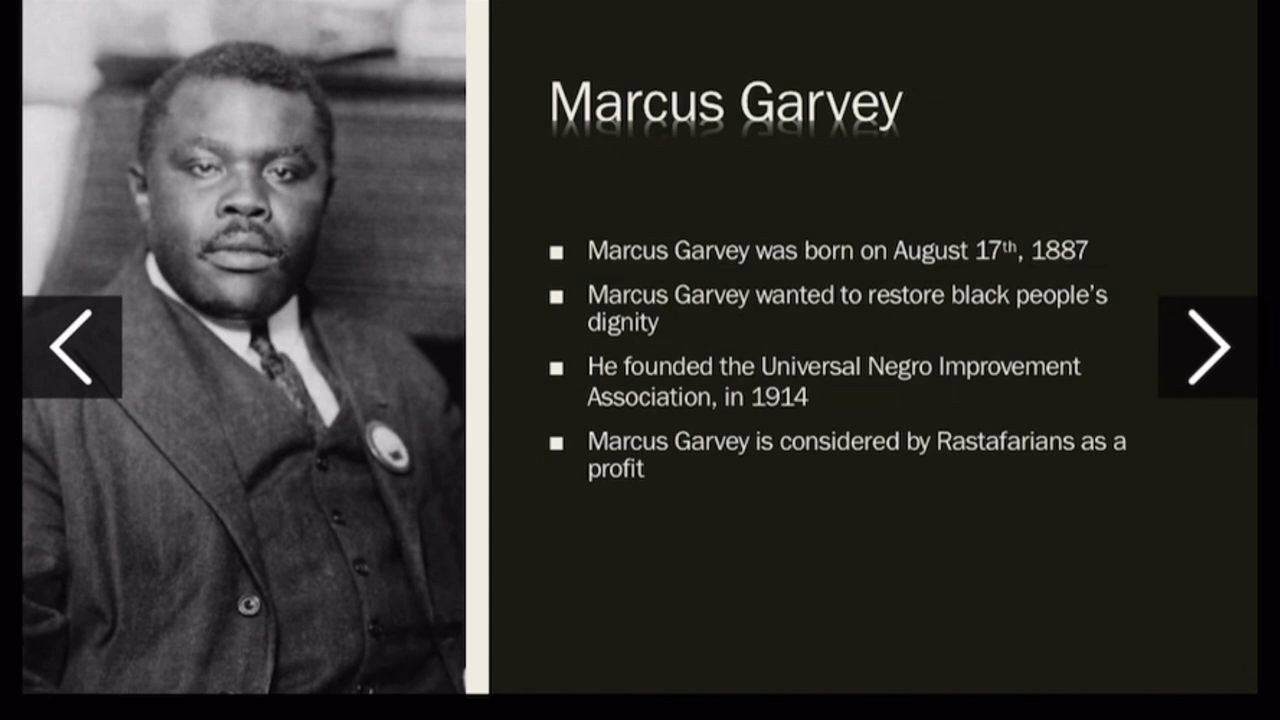 Marcus Garvey
■ Marcus Garvey was born on August 17th, 1887
■ Marcus Garvey wanted to restore black people's
dignity
■ He founded the Universal Negro Improvement
Association, in 1914
■ Marcus Garvey is considered by Rastafarians as a
profit